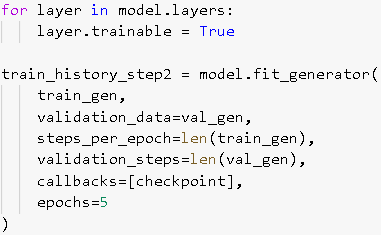 for layer in model.layers:
    layer.trainable = True

train_history_step2 = model.fit_generator(
    train_gen,
    validation_data=val_gen,
    steps_per_epoch=len(train_gen),
    validation_steps=len(val_gen),
    callbacks=[checkpoint],
    epochs=5
)